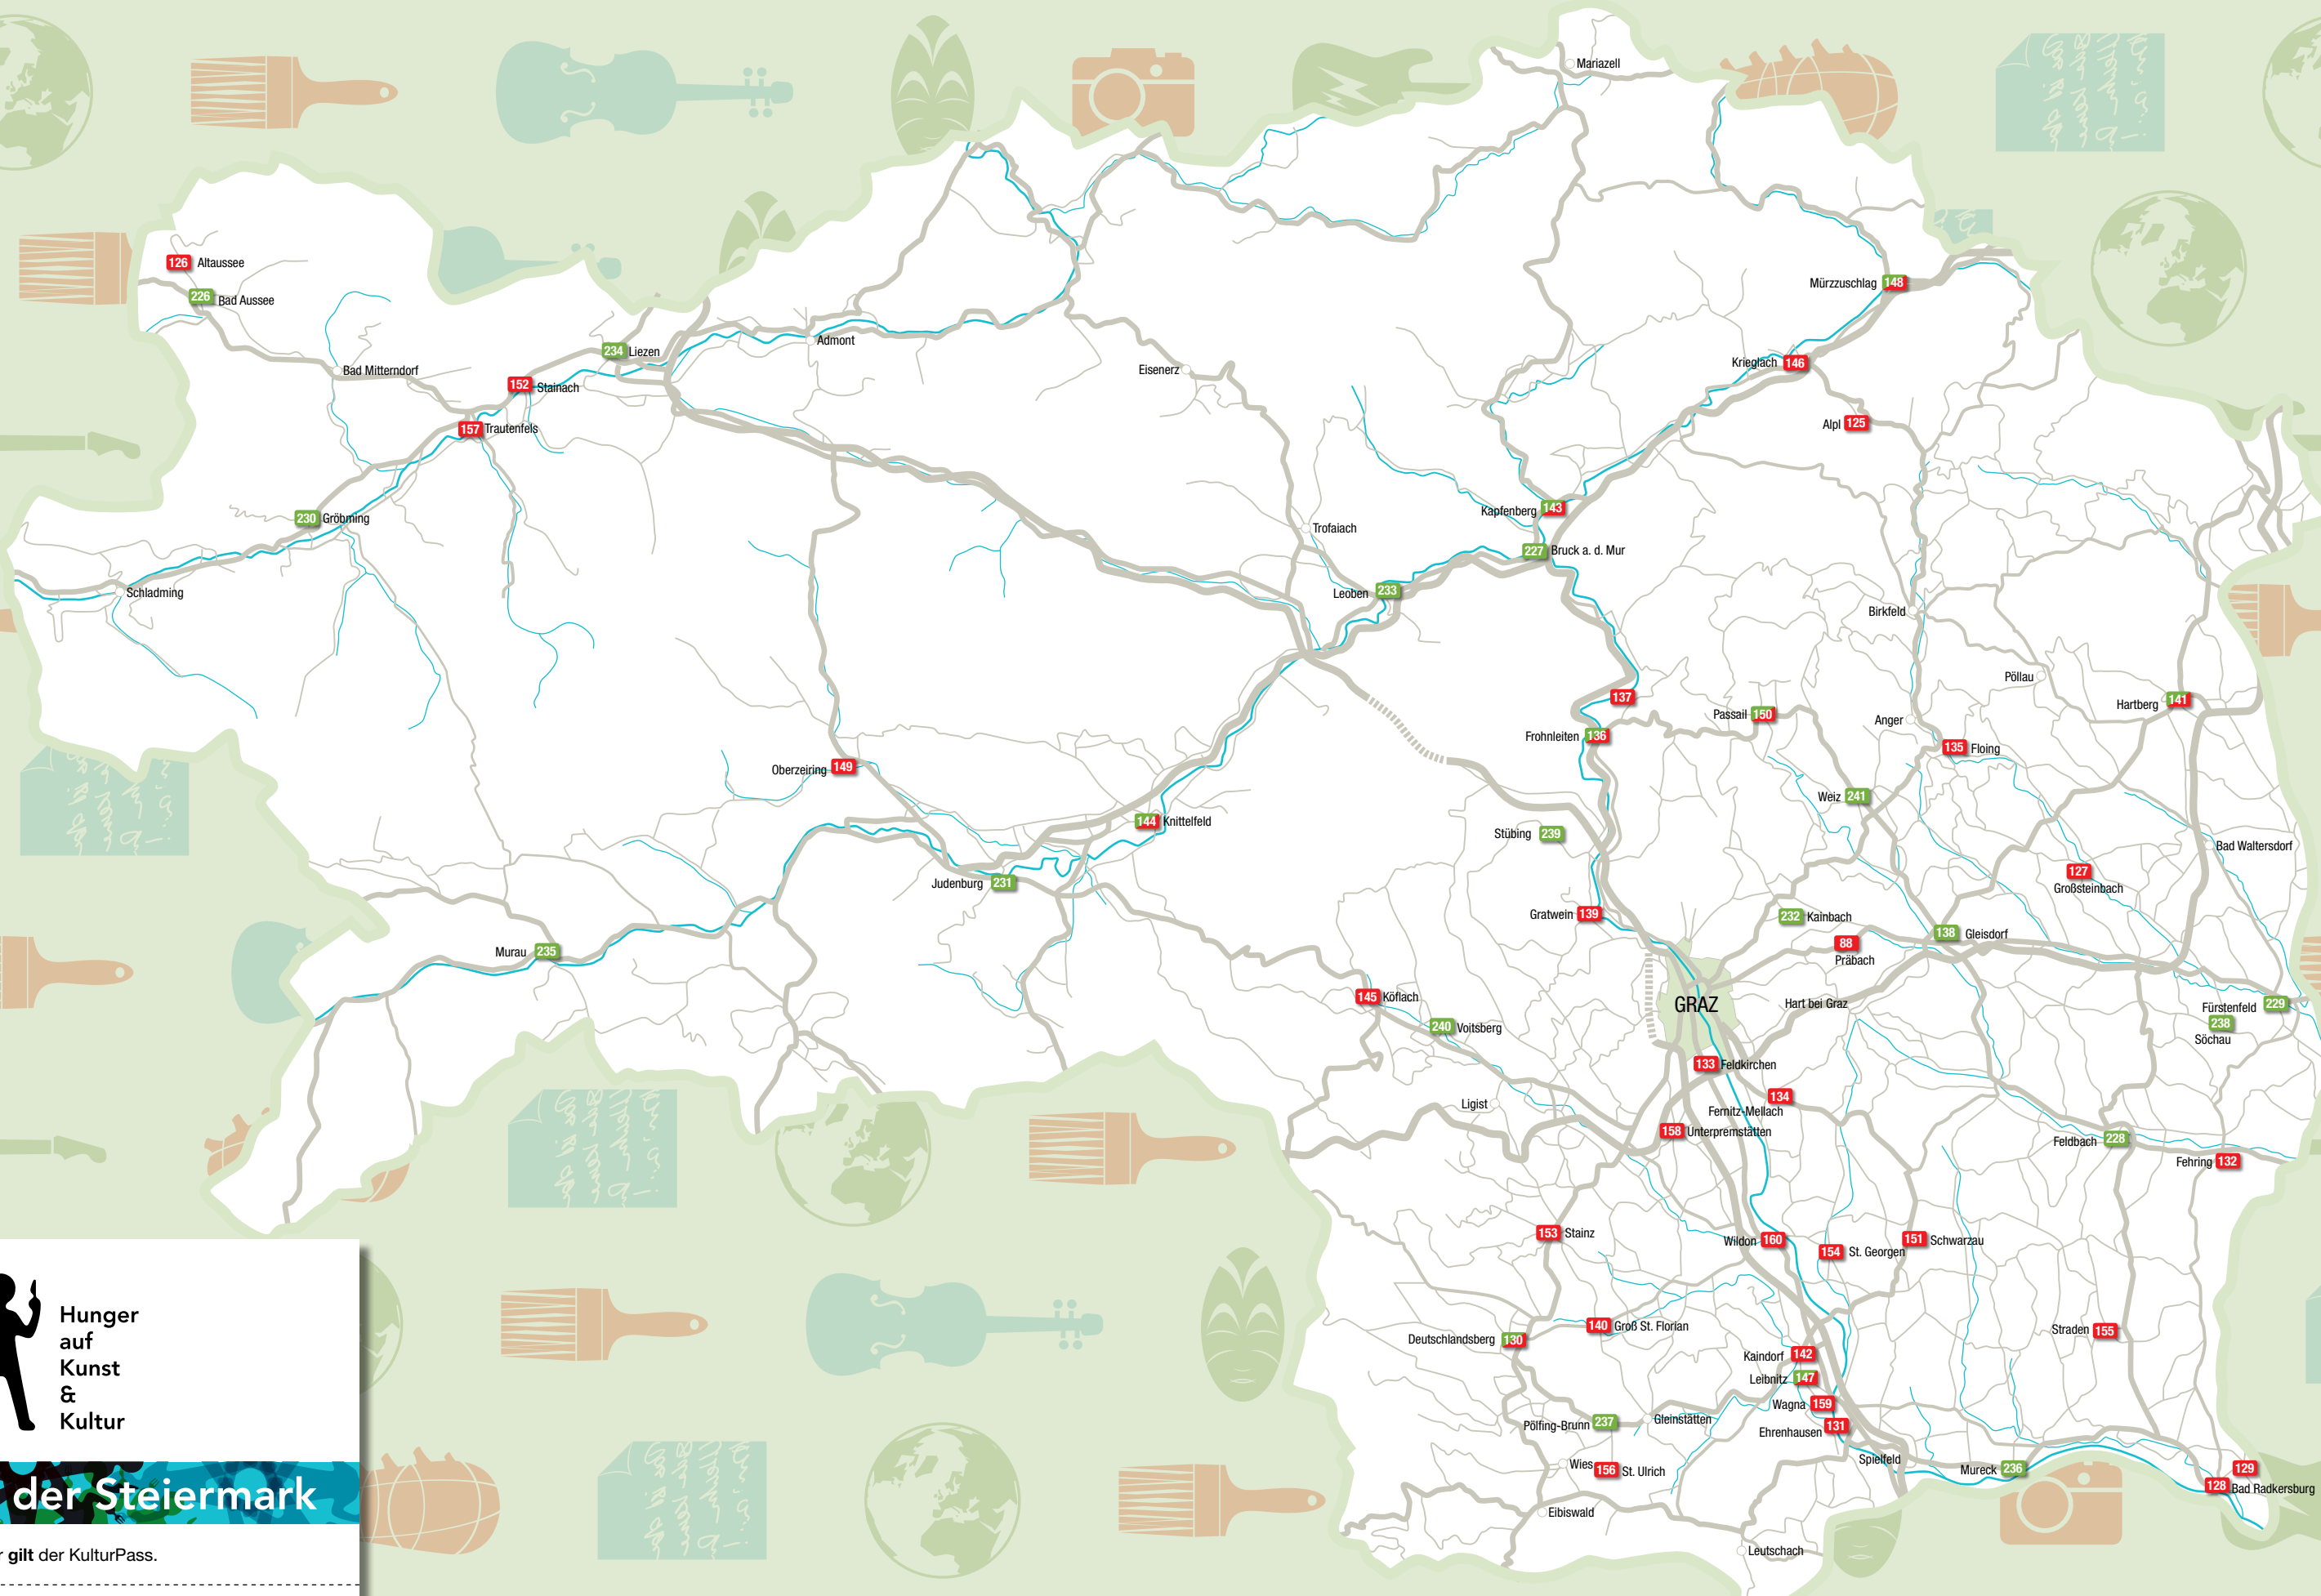 Mariazell
126 Altaussee
226 Bad Aussee
Mürzzuschlag 148
234 Liezen
Admont
Bad Mitterndorf
Eisenerz
Krieglach 146
152 Stainach
157 Trautenfels
Alpl 125
230 Gröbming
Kapfenberg 143
Trofaiach
227 Bruck a. d. Mur
Schladming
Leoben 233
Birkfeld
Pöllau
137
Hartberg 141
Passail 150
Anger
Frohnleiten 136
135 Floing
Oberzeiring 149
Weiz 241
144 Knittelfeld
Stübing 239
Bad Waltersdorf
127
Großsteinbach
Judenburg 231
Gratwein 139
232 Kainbach
138 Gleisdorf
88
Präbach
Murau 235
145 Köflach
GRAZ
Hart bei Graz
Fürstenfeld 229
238
Söchau
240 Voitsberg
133 Feldkirchen
134
Fernitz-Mellach
Ligist
158 Unterpremstätten
Feldbach 228
Fehring 132
153 Stainz
Wildon 160
154 St. Georgen
151 Schwarzau
140 Groß St. Florian
Deutschlandsberg 130
Straden 155
Kaindorf 142
Leibnitz 147
Wagna 159
Pölfing-Brunn 237
Gleinstätten
Ehrenhausen 131
Spielfeld
Wies
156 St. Ulrich
Mureck 236
129
128 Bad Radkersburg
Eibiswald
Leutschach
Hunger
auf
Kunst
&
Kultur
der Steiermark
gilt der KulturPass.